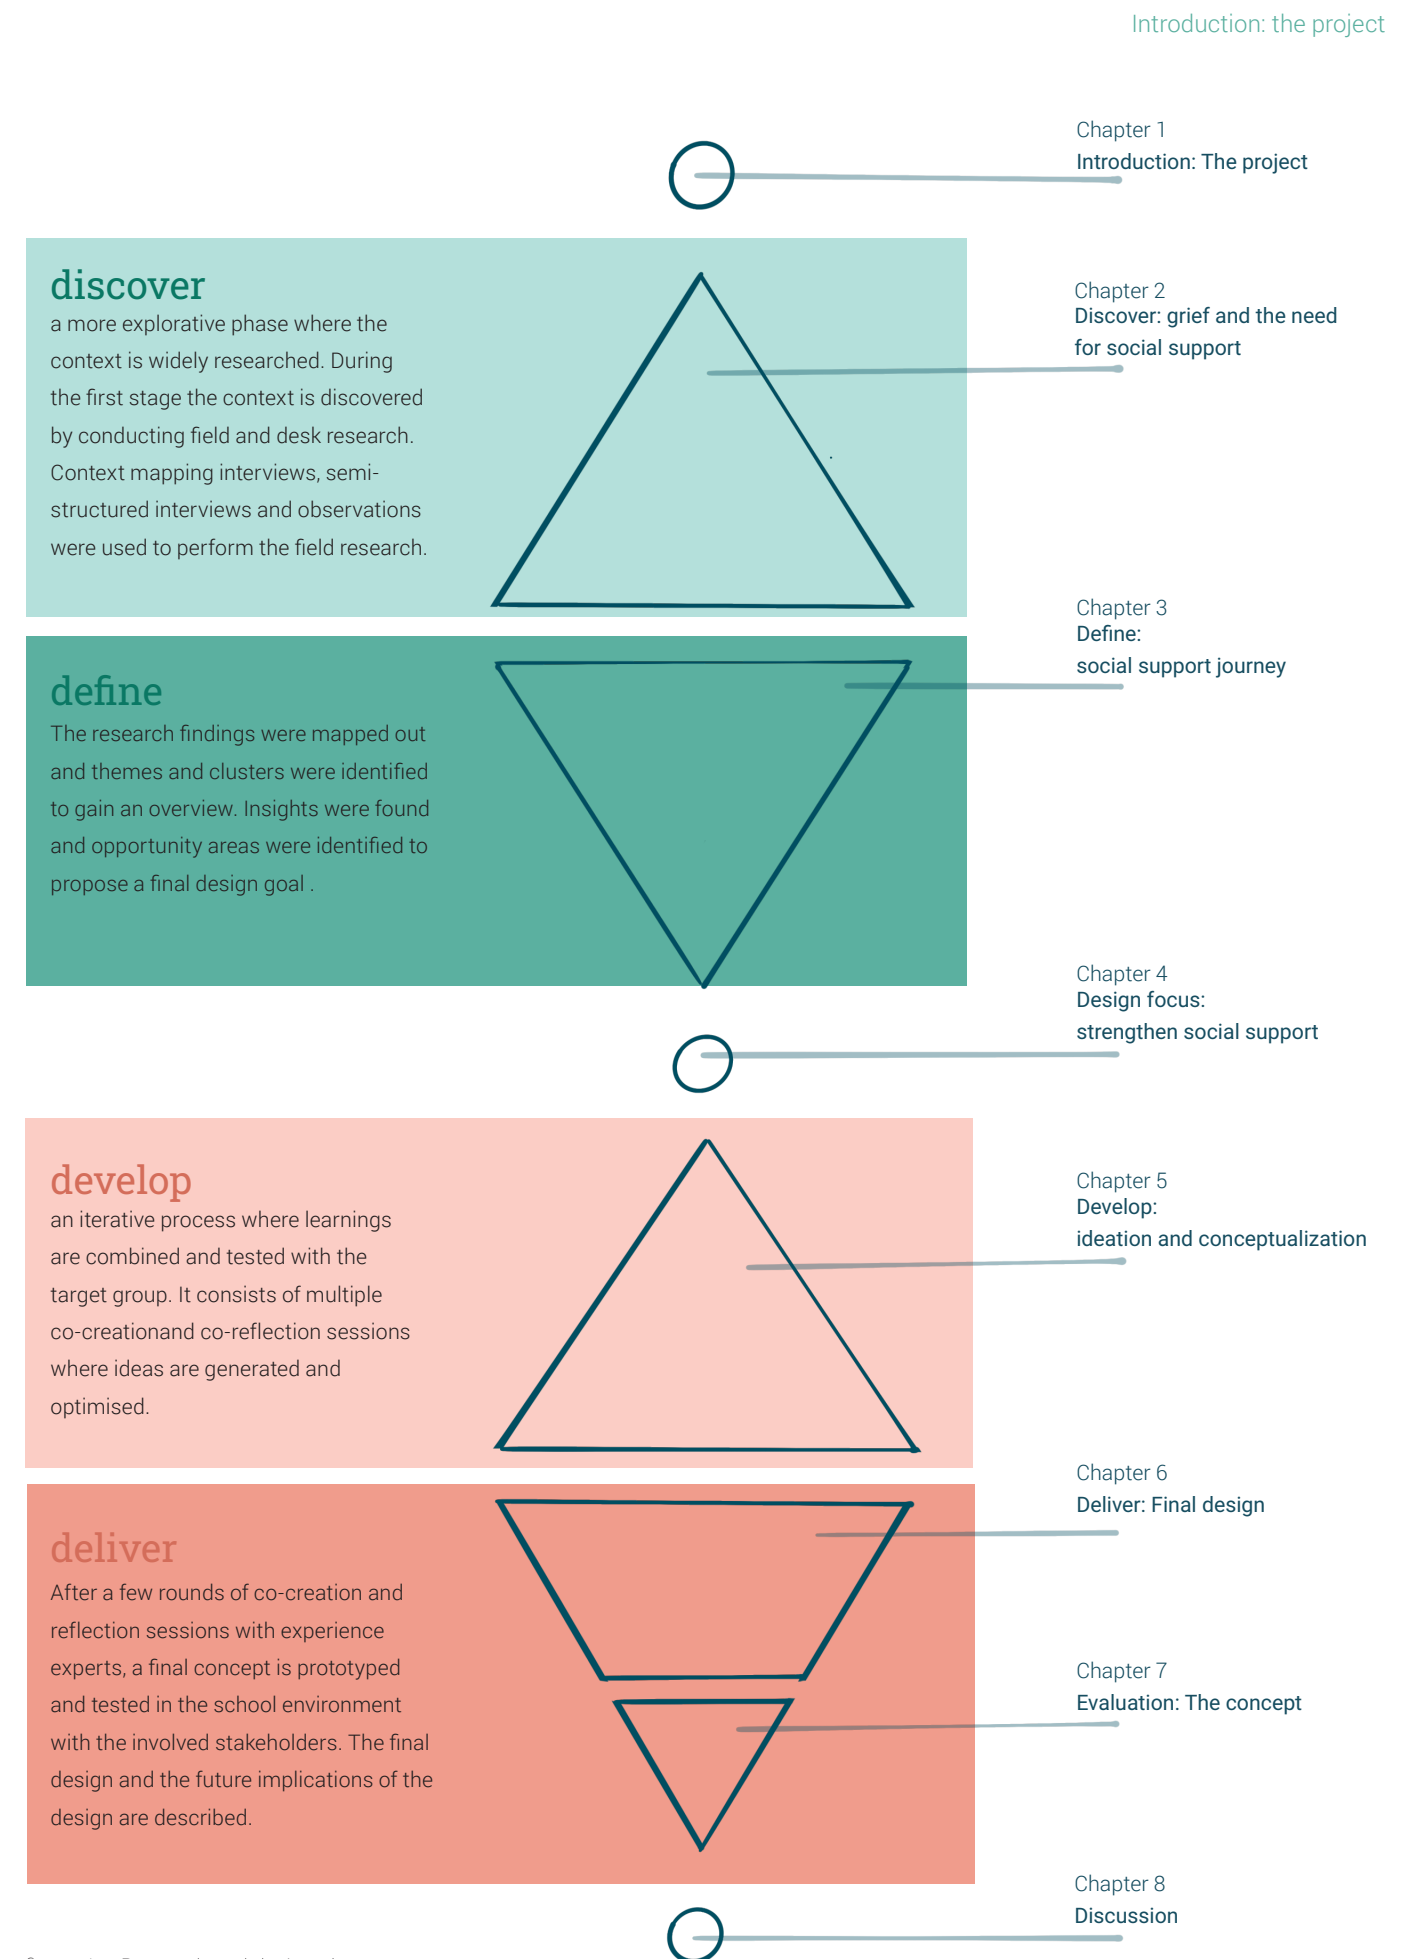 Introduction: the project
Chapter 1
Introduction: The project
discover
a more explorative phase where the
context is widely researched. During
the first stage the context is discovered
by conducting field and desk research.
Context mapping interviews, semi-
structured interviews and observations
were used to perform the field research.
Chapter 2
Discover: grief and the need
for social support
Chapter 3
Define:
social support journey
define
The research findings were mapped out
and themes and clusters were identified
to gain an overview. Insights were found
and opportunity areas were identified to
propose a final design goal .
Chapter 4
Design focus:
strengthen social support
develop
an iterative process where learnings
are combined and tested with the
target group. It consists of multiple
co-creationand co-reflection sessions
where ideas are generated and
optimised.
Chapter 5
Develop:
ideation and conceptualization
Chapter 6
Deliver: Final design
deliver
After a few rounds of co-creation and
reflection sessions with experience
experts, a final concept is prototyped
and tested in the school environment
with the involved stakeholders. The final
design and the future implications of the
design are described.
Chapter 7
Evaluation: The concept
Chapter 8
Discussion